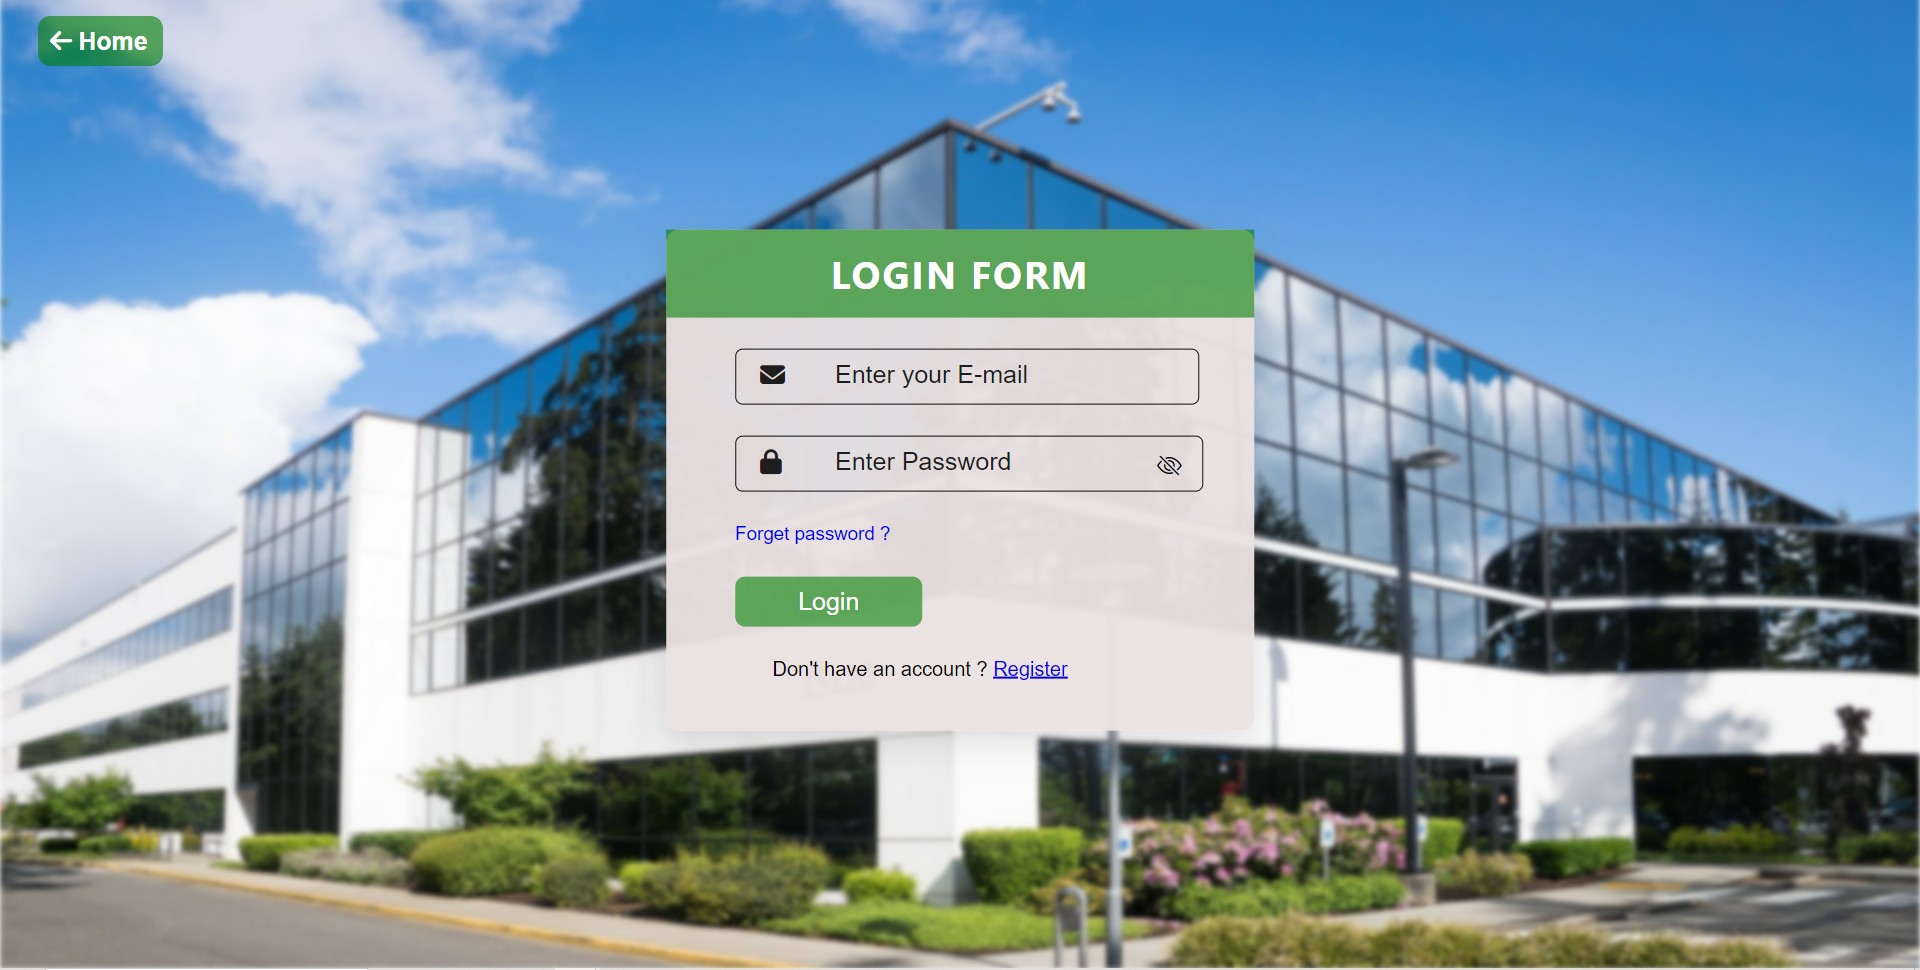 Home
LOGIN FORM
Enter your E-mail
Enter Password
Forget password ?
Login
Don't have an account ? Register